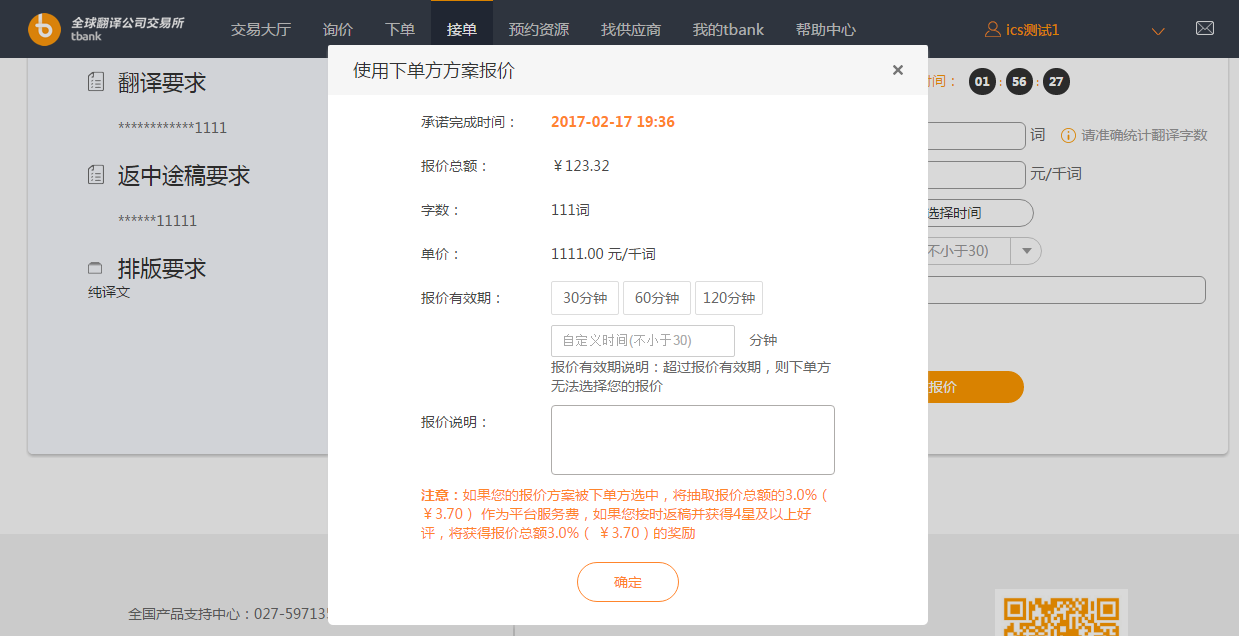 全球翻译公司交易所
tbank
交易大厅 询价 下单 接单 预约资源 找供应商 我的tbank 帮助中心 ics测试1
翻译要求
************1111
返中途稿要求
******11111
排版要求
纯译文
使用下单方方案报价 ×
承诺完成时间： 2017-02-17 19:36
报价总额： ￥123.32
字数： 111词
单价： 1111.00 元/千词
报价有效期： 30分钟 60分钟 120分钟
自定义时间(不小于30) 分钟
报价有效期说明：超过报价有效期，则下单方
无法选择您的报价
报价说明：
注意：如果您的报价方案被下单方选中，将抽取报价总额的3.0%（
￥3.70 ） 作为平台服务费，如果您按时返稿并获得4星及以上好
评，将获得报价总额3.0%（ ￥3.70 ）的奖励
确定
时间： 01 : 56 : 27
词 请准确统计翻译字数
元/千词
选择时间
不小于30)
报价
全国产品支持中心：027-59713